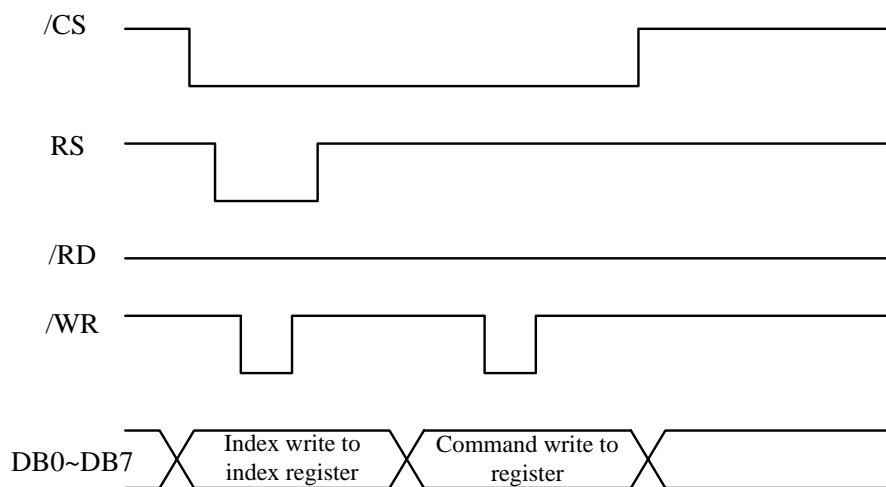 /CS
RS
/RD
/WR
DB0~DB7
Index write to
index register
Command write to
register